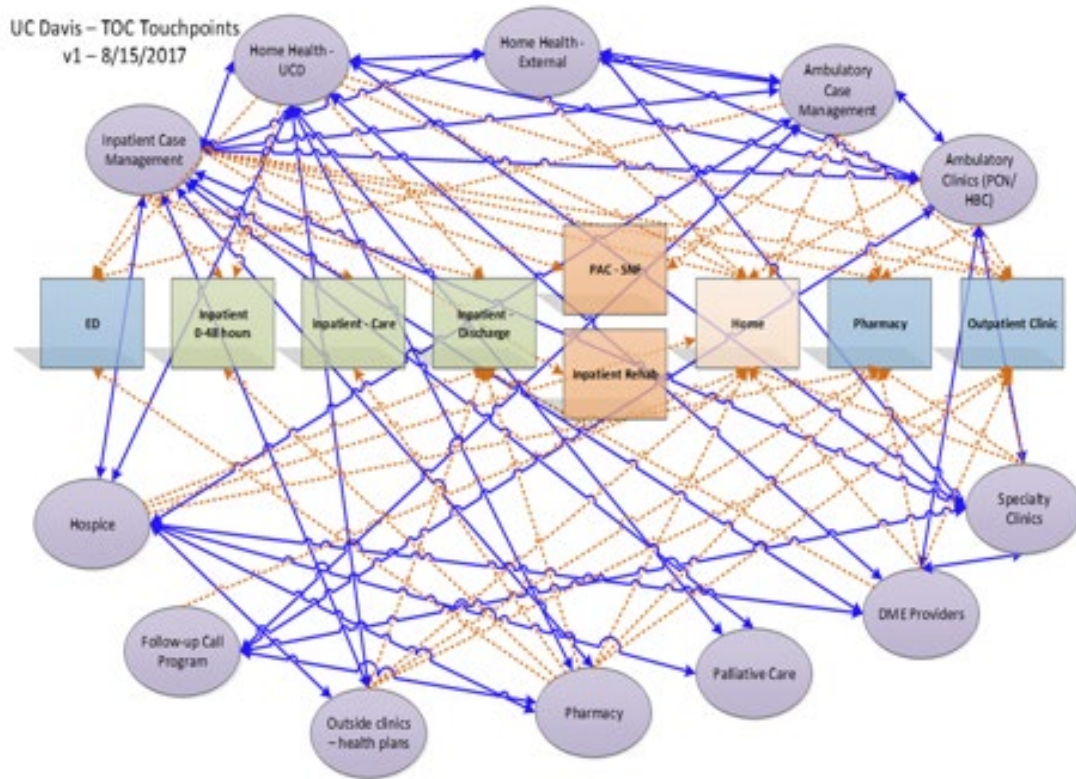 UC Davis – TOC Touchpoints
v1 – 8/15/2017
Home Health -
UCD
Home Health -
External
Ambulatory
Case
Management
Inpatient Case
Management
Ambulatory
Clinics (PCN/
HBC)
PAC - SNF
ED
Inpatient
0-48 hours
Inpatient - Care
Inpatient -
Discharge
Home
Pharmacy
Outpatient Clinic
Inpatient Rehab
Hospice
Specialty
Clinics
DME Providers
Follow-up Call
Program
Palliative Care
Outside clinics
– health plans
Pharmacy